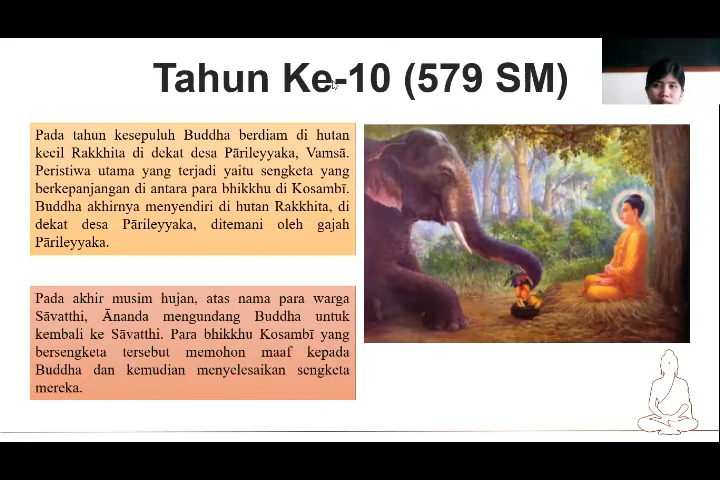 Tahun Ke-10 (579 SM)
Pada tahun kesepuluh Buddha berdiam di hutan
kecil Rakkhita di dekat desa Pārileyyaka, Vamsā.
Peristiwa utama yang terjadi yaitu sengketa yang
berkepanjangan di antara para bhikkhu di Kosambī.
Buddha akhirnya menyendiri di hutan Rakkhita, di
dekat desa Pārileyyaka, ditemani oleh gajah
Pārileyyaka.
Pada akhir musim hujan, atas nama para warga
Sāvatthi, Ānanda mengundang Buddha untuk
kembali ke Sāvatthi. Para bhikkhu Kosambī yang
bersengketa tersebut memohon maaf kepada
Buddha dan kemudian menyelesaikan sengketa
mereka.